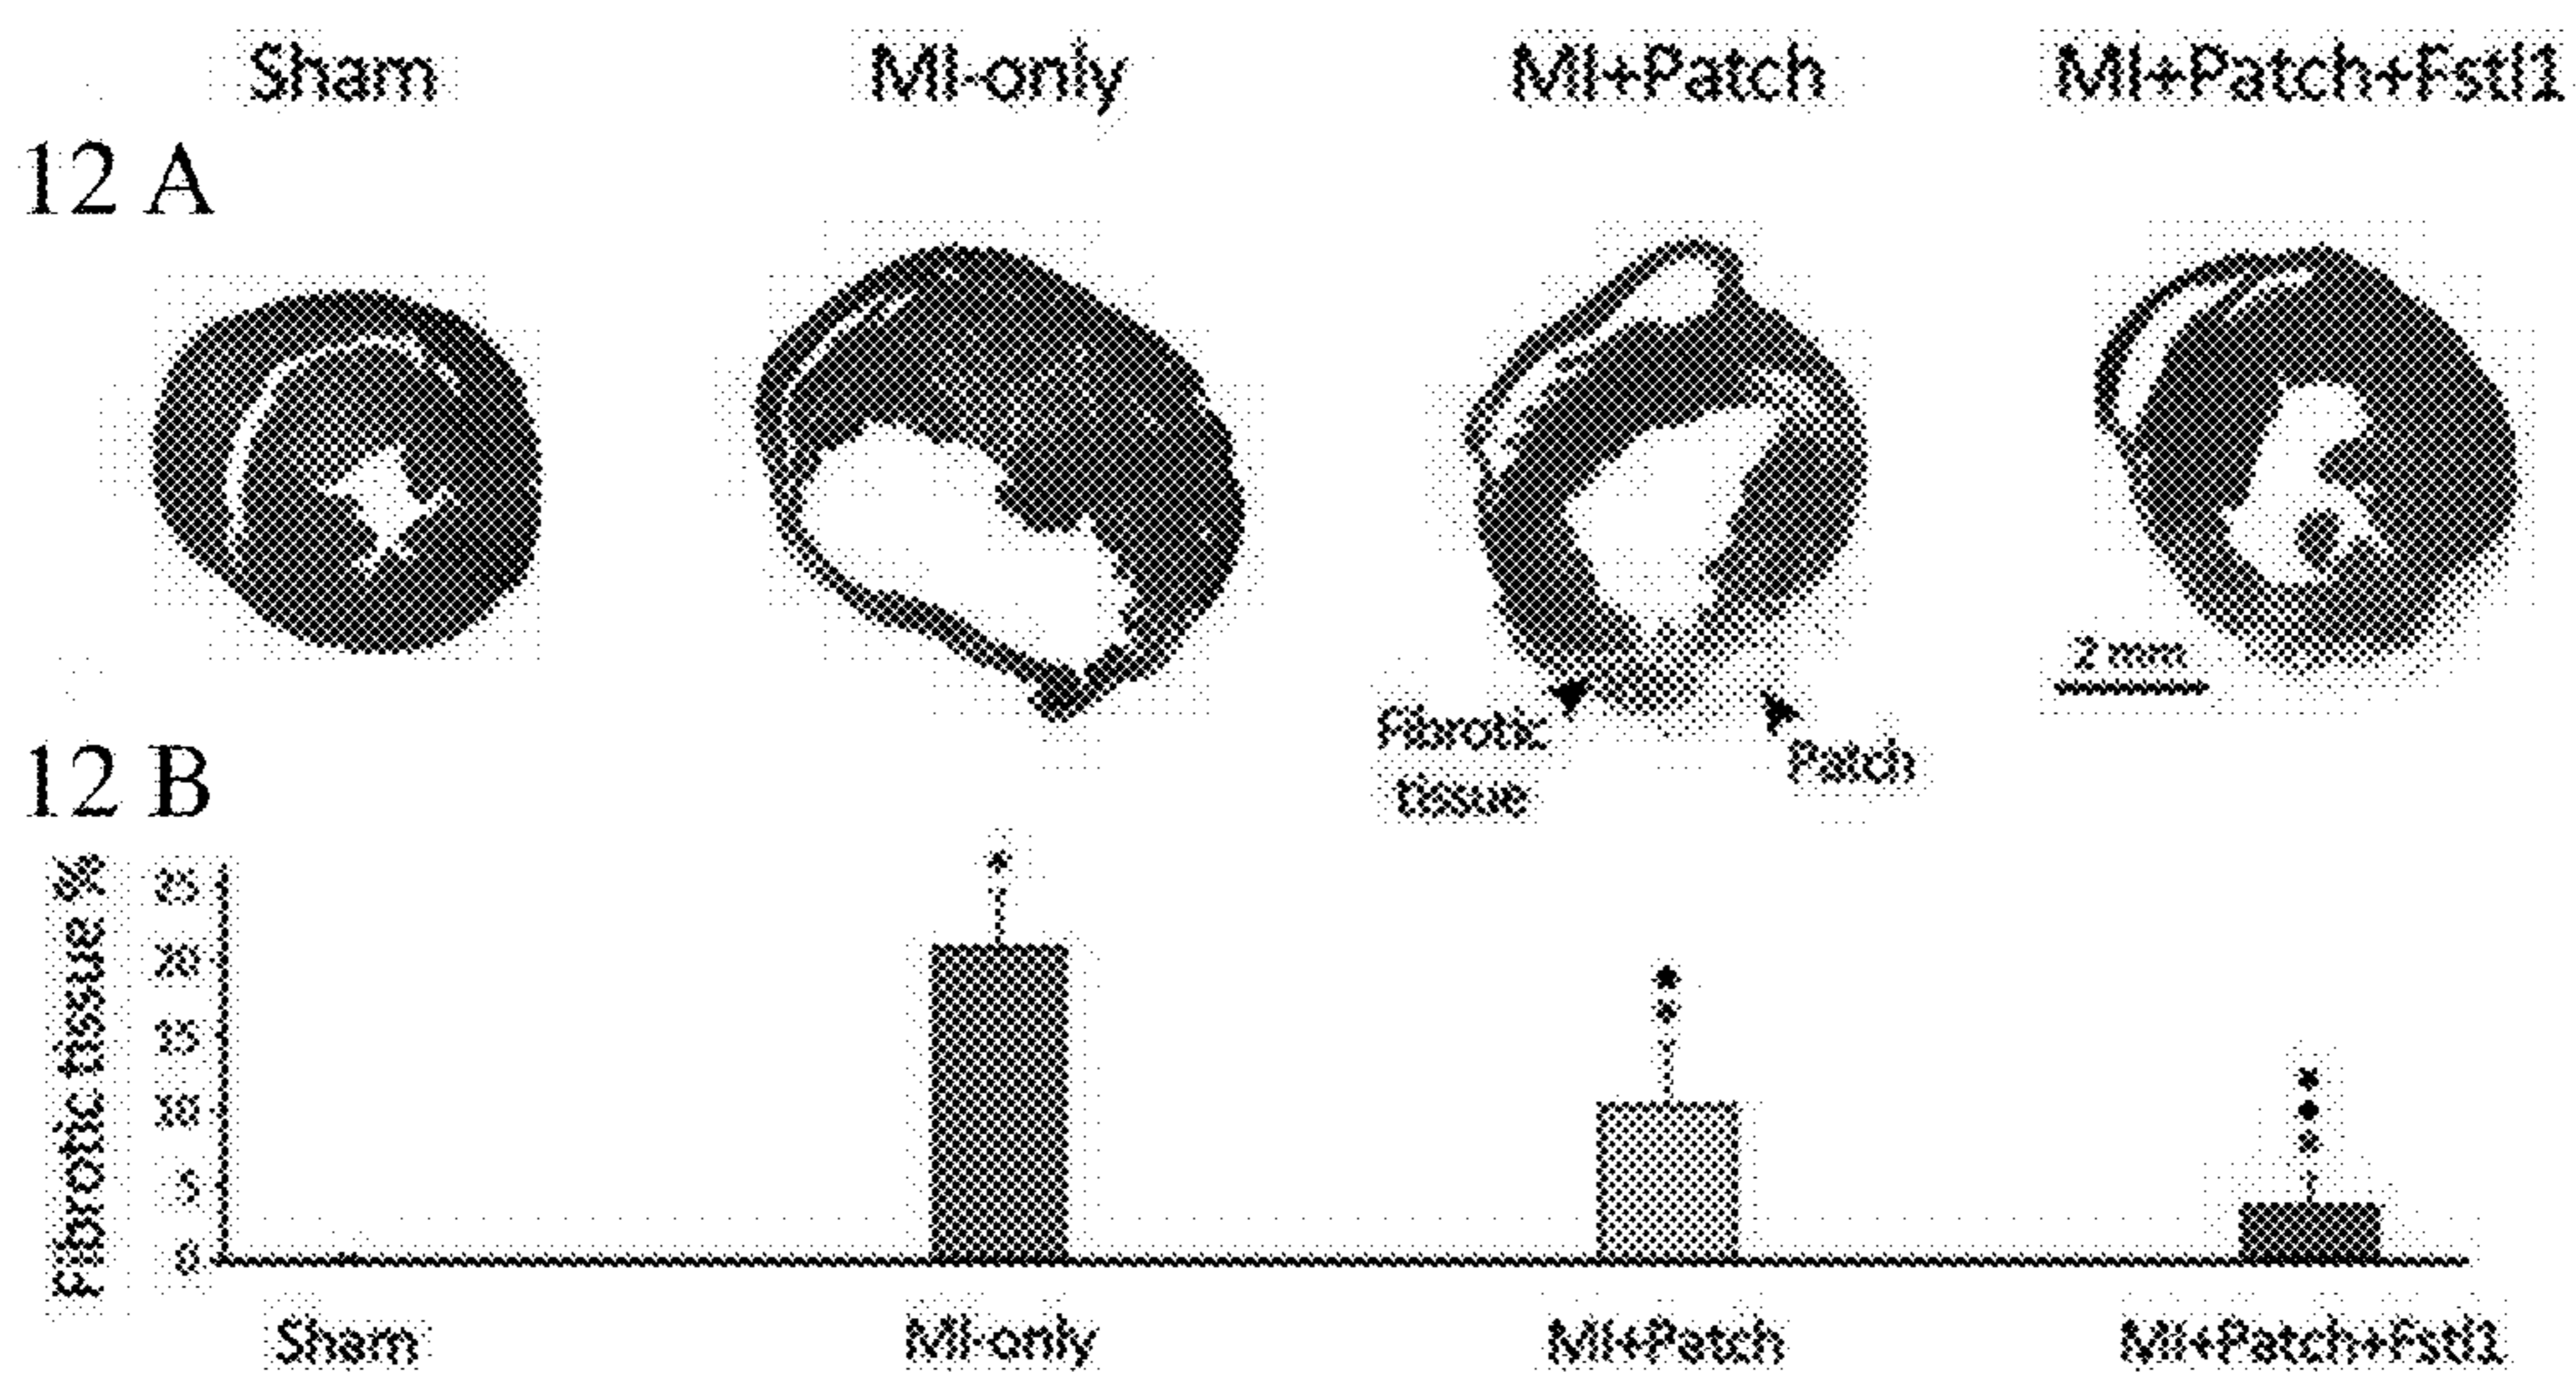 Sham MI-only MI+Patch MI+Patch+Fstl1
12 A
2 mm
Fibrotic
tissue
Patch
12 B
Fibrotic tissue %
25
20
15
10
5
0
Sham MI-only MI+Patch MI+Patch+Fstl1